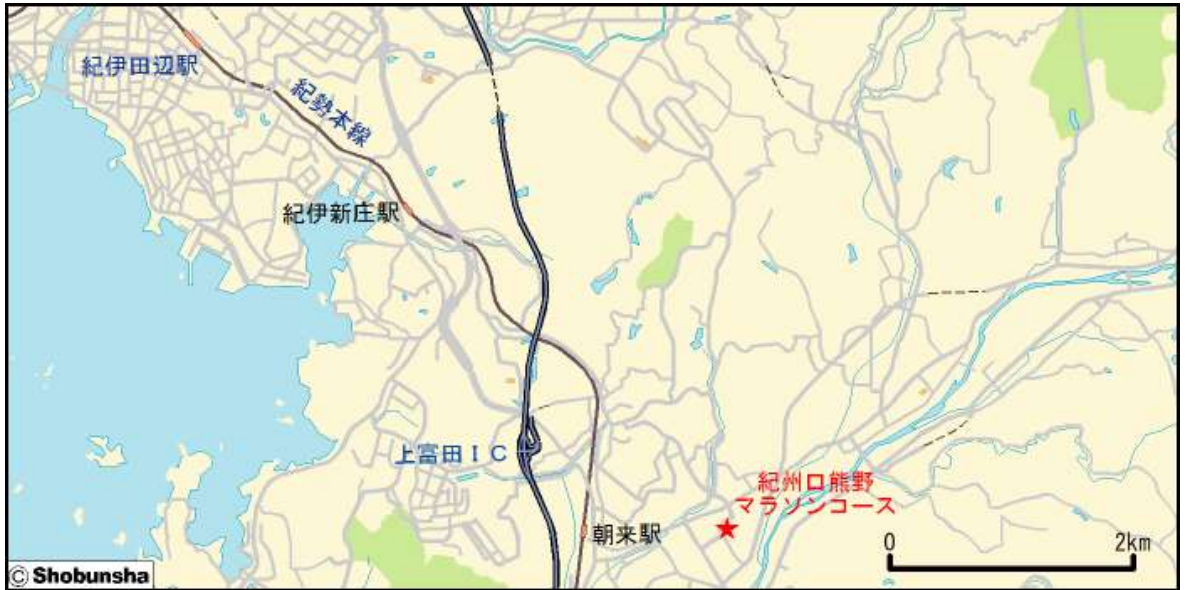 紀伊田辺駅
紀勢本線
紀伊新庄駅
上富田IC
紀州口熊野
マラソンコース
朝来駅
0 2km
© Shobunsha